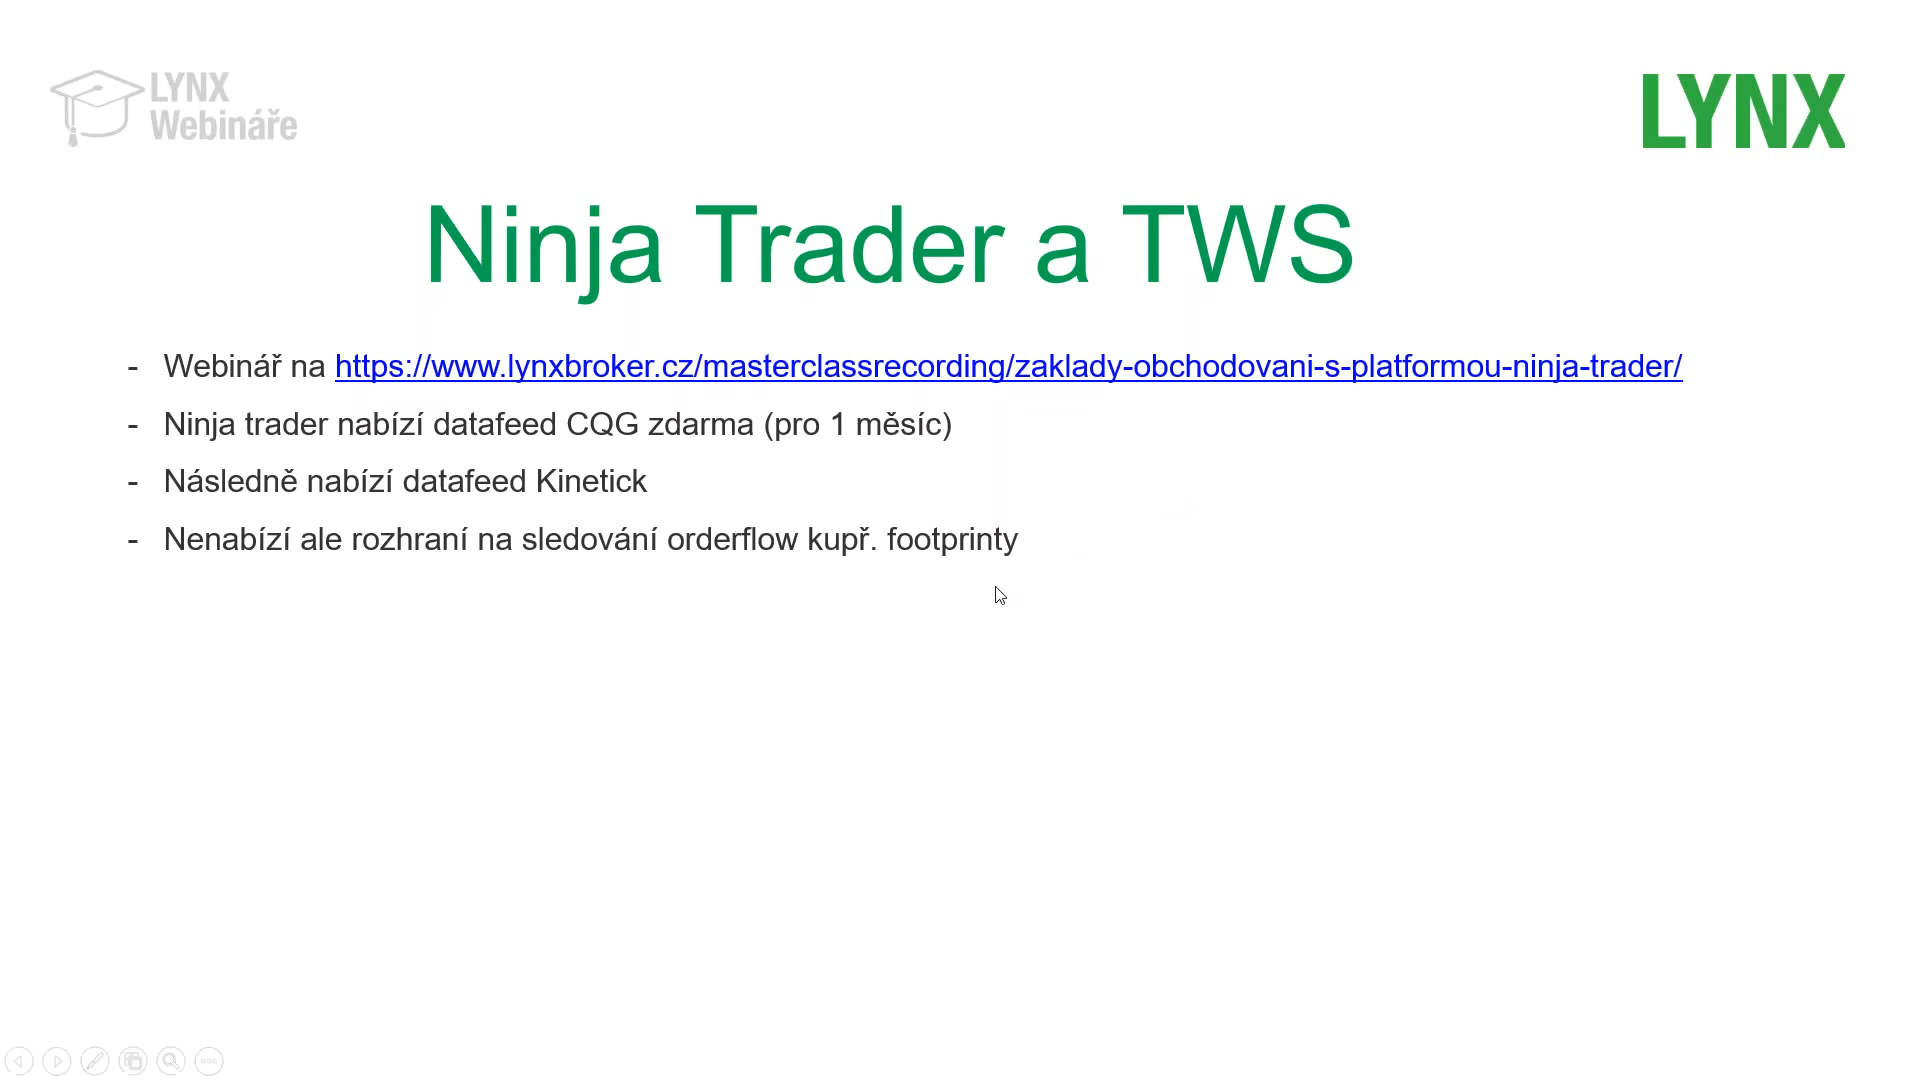 LYNX
Webináře
LYNX
Ninja Trader a TWS
- Webinář na https://www.lynxbroker.cz/masterclassrecording/zaklady-obchodovani-s-platformou-ninja-trader/
- Ninja trader nabízí datafeed CQG zdarma (pro 1 měsíc)
- Následně nabízí datafeed Kinetick
- Nenabízí ale rozhraní na sledování orderflow kupř. footprinty